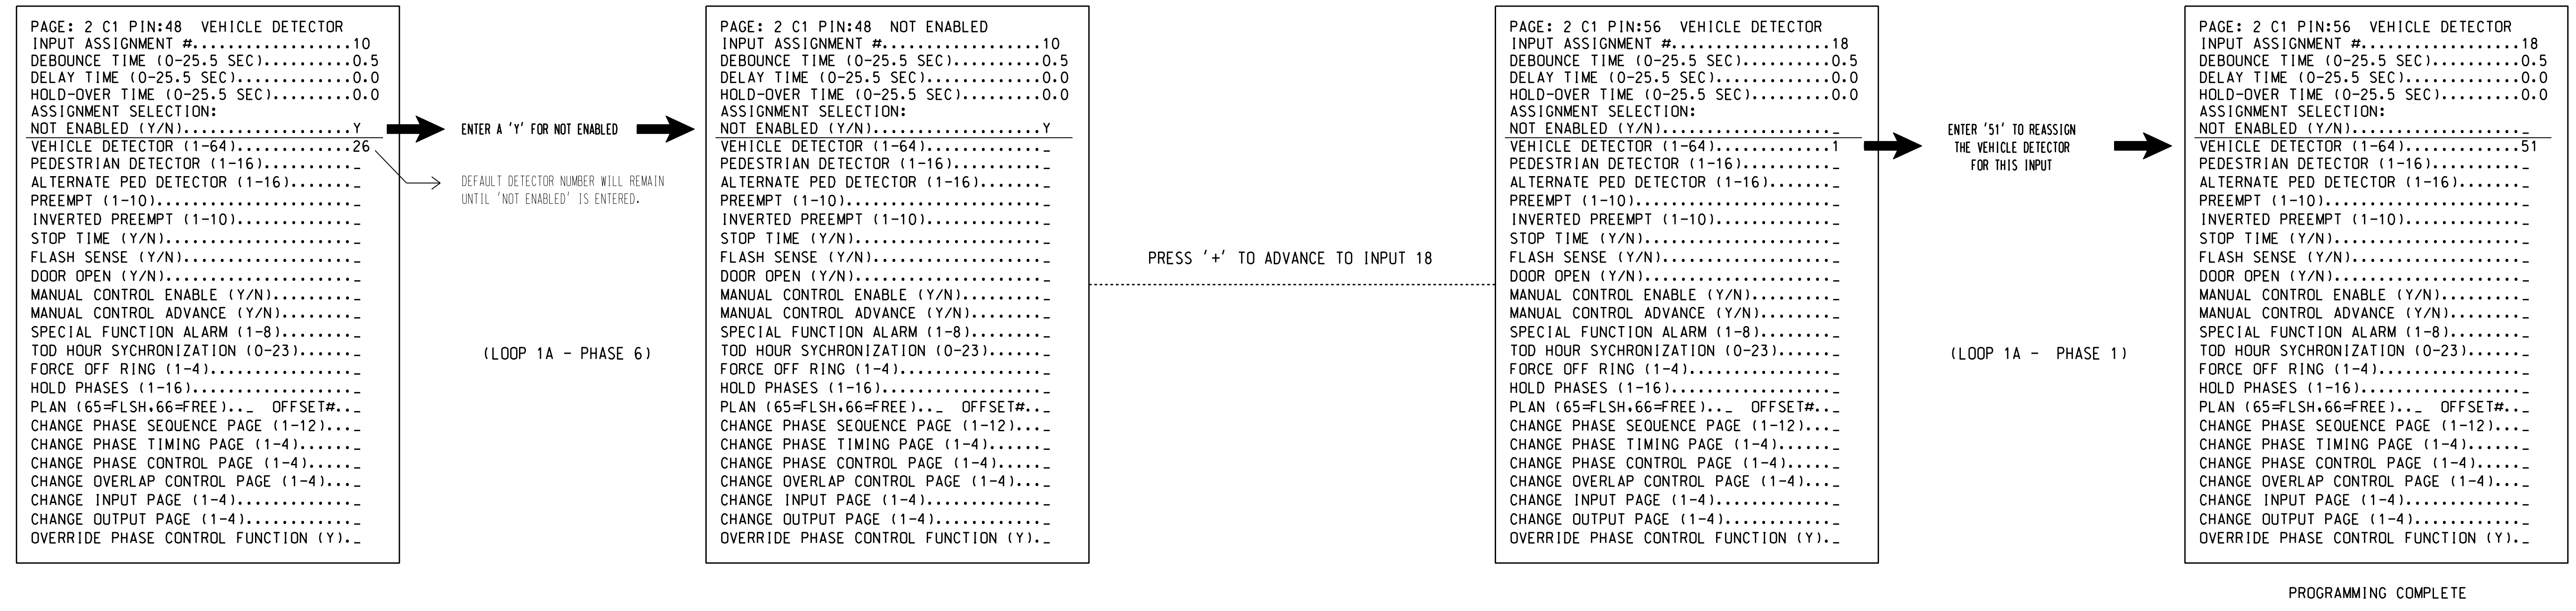 PAGE: 2 C1 PIN:48  VEHICLE DETECTOR
INPUT ASSIGNMENT #..................10
DEBOUNCE TIME (0-25.5 SEC)..........0.5
DELAY TIME (0-25.5 SEC).............0.0
HOLD-OVER TIME (0-25.5 SEC).........0.0
ASSIGNMENT SELECTION:
NOT ENABLED (Y/N)...................Y
VEHICLE DETECTOR (1-64).............26
PEDESTRIAN DETECTOR (1-16).........._
ALTERNATE PED DETECTOR (1-16)......._
PREEMPT (1-10)......................_
INVERTED PREEMPT (1-10)............._
STOP TIME (Y/N)....................._
FLASH SENSE (Y/N)..................._
DOOR OPEN (Y/N)....................._
MANUAL CONTROL ENABLE (Y/N)........._
MANUAL CONTROL ADVANCE (Y/N)........_
SPECIAL FUNCTION ALARM (1-8)........_
TOD HOUR SYCHRONIZATION (0-23)......_
FORCE OFF RING (1-4)................_
HOLD PHASES (1-16).................._
PLAN (65=FLSH,66=FREE).._  OFFSET#.._
CHANGE PHASE SEQUENCE PAGE (1-12)..._
CHANGE PHASE TIMING PAGE (1-4)......_
CHANGE PHASE CONTROL PAGE (1-4)....._
CHANGE OVERLAP CONTROL PAGE (1-4)..._
CHANGE INPUT PAGE (1-4)............._
CHANGE OUTPUT PAGE (1-4)............_
OVERRIDE PHASE CONTROL FUNCTION (Y)._
ENTER A 'Y' FOR NOT ENABLED
DEFAULT DETECTOR NUMBER WILL REMAIN
UNTIL 'NOT ENABLED' IS ENTERED.
(LOOP 1A - PHASE 6)
PAGE: 2 C1 PIN:48  NOT ENABLED
INPUT ASSIGNMENT #..................10
DEBOUNCE TIME (0-25.5 SEC)..........0.5
DELAY TIME (0-25.5 SEC).............0.0
HOLD-OVER TIME (0-25.5 SEC).........0.0
ASSIGNMENT SELECTION:
NOT ENABLED (Y/N)...................Y
VEHICLE DETECTOR (1-64)............._
PEDESTRIAN DETECTOR (1-16).........._
ALTERNATE PED DETECTOR (1-16)......._
PREEMPT (1-10)......................_
INVERTED PREEMPT (1-10)............._
STOP TIME (Y/N)....................._
FLASH SENSE (Y/N)..................._
DOOR OPEN (Y/N)....................._
MANUAL CONTROL ENABLE (Y/N)........._
MANUAL CONTROL ADVANCE (Y/N)........_
SPECIAL FUNCTION ALARM (1-8)........_
TOD HOUR SYCHRONIZATION (0-23)......_
FORCE OFF RING (1-4)................_
HOLD PHASES (1-16).................._
PLAN (65=FLSH,66=FREE).._  OFFSET#.._
CHANGE PHASE SEQUENCE PAGE (1-12)..._
CHANGE PHASE TIMING PAGE (1-4)......_
CHANGE PHASE CONTROL PAGE (1-4)....._
CHANGE OVERLAP CONTROL PAGE (1-4)..._
CHANGE INPUT PAGE (1-4)............._
CHANGE OUTPUT PAGE (1-4)............_
OVERRIDE PHASE CONTROL FUNCTION (Y)._
PRESS '+' TO ADVANCE TO INPUT 18
PAGE: 2 C1 PIN:56  VEHICLE DETECTOR
INPUT ASSIGNMENT #..................18
DEBOUNCE TIME (0-25.5 SEC)..........0.5
DELAY TIME (0-25.5 SEC).............0.0
HOLD-OVER TIME (0-25.5 SEC).........0.0
ASSIGNMENT SELECTION:
NOT ENABLED (Y/N)..................._
VEHICLE DETECTOR (1-64).............1
PEDESTRIAN DETECTOR (1-16).........._
ALTERNATE PED DETECTOR (1-16)......._
PREEMPT (1-10)......................_
INVERTED PREEMPT (1-10)............._
STOP TIME (Y/N)....................._
FLASH SENSE (Y/N)..................._
DOOR OPEN (Y/N)....................._
MANUAL CONTROL ENABLE (Y/N)........._
MANUAL CONTROL ADVANCE (Y/N)........_
SPECIAL FUNCTION ALARM (1-8)........_
TOD HOUR SYCHRONIZATION (0-23)......_
FORCE OFF RING (1-4)................_
HOLD PHASES (1-16).................._
PLAN (65=FLSH,66=FREE).._  OFFSET#.._
CHANGE PHASE SEQUENCE PAGE (1-12)..._
CHANGE PHASE TIMING PAGE (1-4)......_
CHANGE PHASE CONTROL PAGE (1-4)....._
CHANGE OVERLAP CONTROL PAGE (1-4)..._
CHANGE INPUT PAGE (1-4)............._
CHANGE OUTPUT PAGE (1-4)............_
OVERRIDE PHASE CONTROL FUNCTION (Y)._
ENTER '51' TO REASSIGN
THE VEHICLE DETECTOR
FOR THIS INPUT
(LOOP 1A -  PHASE 1)
PAGE: 2 C1 PIN:56  VEHICLE DETECTOR
INPUT ASSIGNMENT #..................18
DEBOUNCE TIME (0-25.5 SEC)..........0.5
DELAY TIME (0-25.5 SEC).............0.0
HOLD-OVER TIME (0-25.5 SEC).........0.0
ASSIGNMENT SELECTION:
NOT ENABLED (Y/N)..................._
VEHICLE DETECTOR (1-64).............51
PEDESTRIAN DETECTOR (1-16).........._
ALTERNATE PED DETECTOR (1-16)......._
PREEMPT (1-10)......................_
INVERTED PREEMPT (1-10)............._
STOP TIME (Y/N)....................._
FLASH SENSE (Y/N)..................._
DOOR OPEN (Y/N)....................._
MANUAL CONTROL ENABLE (Y/N)........._
MANUAL CONTROL ADVANCE (Y/N)........_
SPECIAL FUNCTION ALARM (1-8)........_
TOD HOUR SYCHRONIZATION (0-23)......_
FORCE OFF RING (1-4)................_
HOLD PHASES (1-16).................._
PLAN (65=FLSH,66=FREE).._  OFFSET#.._
CHANGE PHASE SEQUENCE PAGE (1-12)..._
CHANGE PHASE TIMING PAGE (1-4)......_
CHANGE PHASE CONTROL PAGE (1-4)....._
CHANGE OVERLAP CONTROL PAGE (1-4)..._
CHANGE INPUT PAGE (1-4)............._
CHANGE OUTPUT PAGE (1-4)............_
OVERRIDE PHASE CONTROL FUNCTION (Y)._
PROGRAMMING COMPLETE